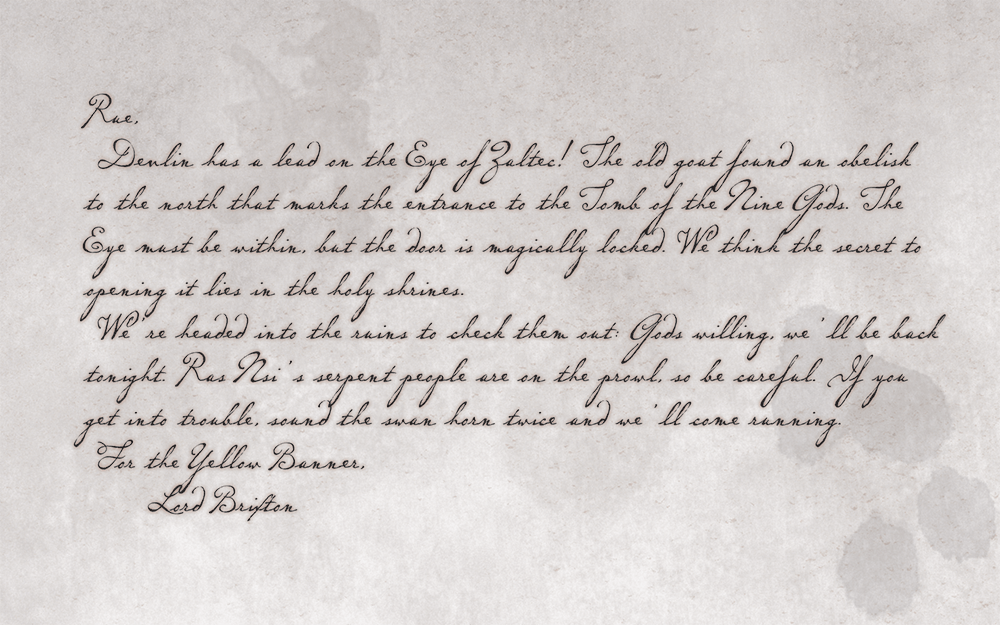 Rue,
Devlin has a lead on the Eye of Zaltec! The old goat found an obelisk
to the north that marks the entrance to the Tomb of the Nine Gods. The
Eye must be within, but the door is magically locked. We think the secret to
opening it lies in the holy shrines.
We're headed into the ruins to check them out: Gods willing, we'll be back
tonight. Ras Nsi's serpent people are on the prowl, so be careful. If you
get into trouble, sound the swan horn twice and we'll come running.
For the Yellow Banner,
Lord Brixton